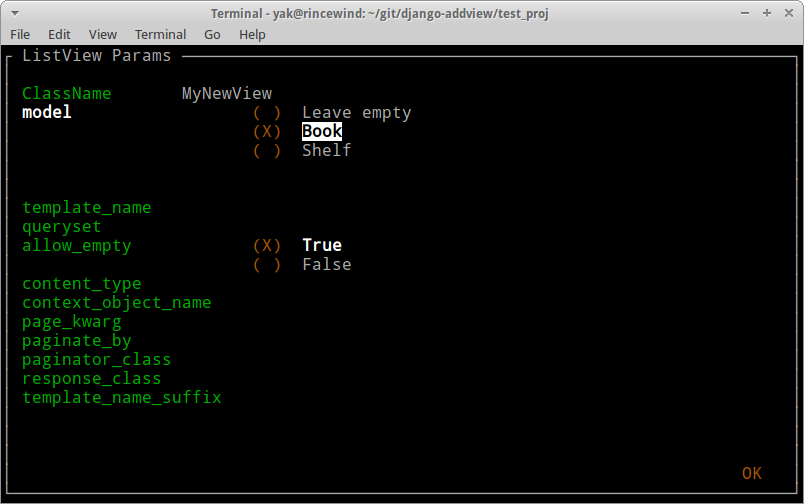 Terminal - yak@rincewind: ~/git/django-addview/test_proj
File Edit View Terminal Go Help
ListView Params
ClassName MyNewView
model ( ) Leave empty
(X) Book
( ) Shelf
template_name
queryset
allow_empty (X) True
( ) False
content_type
context_object_name
page_kwarg
paginate_by
paginator_class
response_class
template_name_suffix
OK